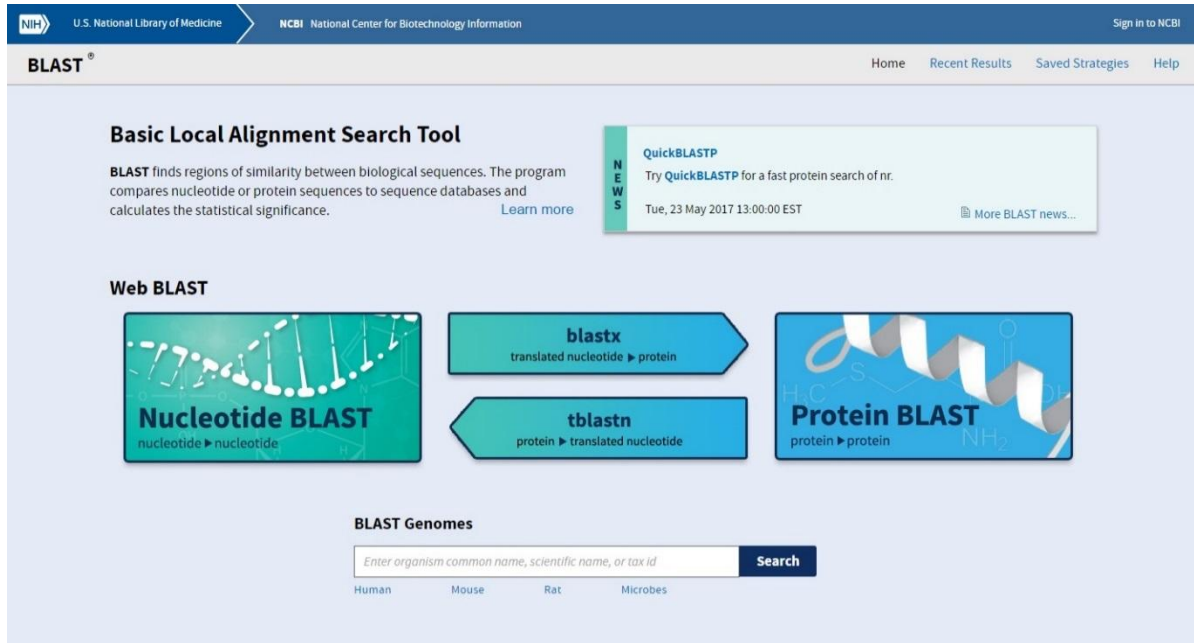 NIH U.S. National Library of Medicine NCBI National Center for Biotechnology Information Sign in to NCBI
BLAST ® Home Recent Results Saved Strategies Help
Basic Local Alignment Search Tool
BLAST finds regions of similarity between biological sequences. The program
compares nucleotide or protein sequences to sequence databases and
calculates the statistical significance. Learn more
NEWS
QuickBLASTP
Try QuickBLASTP for a fast protein search of nr.
Tue, 23 May 2017 13:00:00 EST More BLAST news...
Web BLAST
Nucleotide BLAST
nucleotide ▶ nucleotide
blastx
translated nucleotide ▶ protein
tblastn
protein ▶ translated nucleotide
O
S
H₃C
OH
Protein BLAST
protein ▶ protein
NH₂
BLAST Genomes
Enter organism common name, scientific name, or tax id Search
Human Mouse Rat Microbes